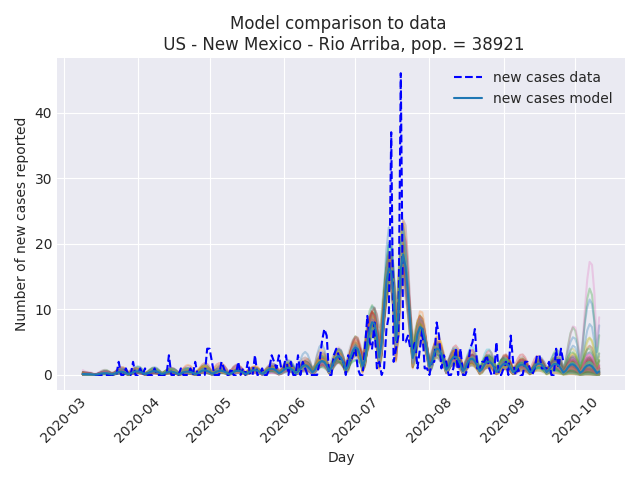 Model comparison to data
US - New Mexico - Rio Arriba, pop. = 38921
new cases data
new cases model
Number of new cases reported
40
30
20
10
0
2020-03
2020-04
2020-05
2020-06
2020-07
2020-08
2020-09
2020-10
Day